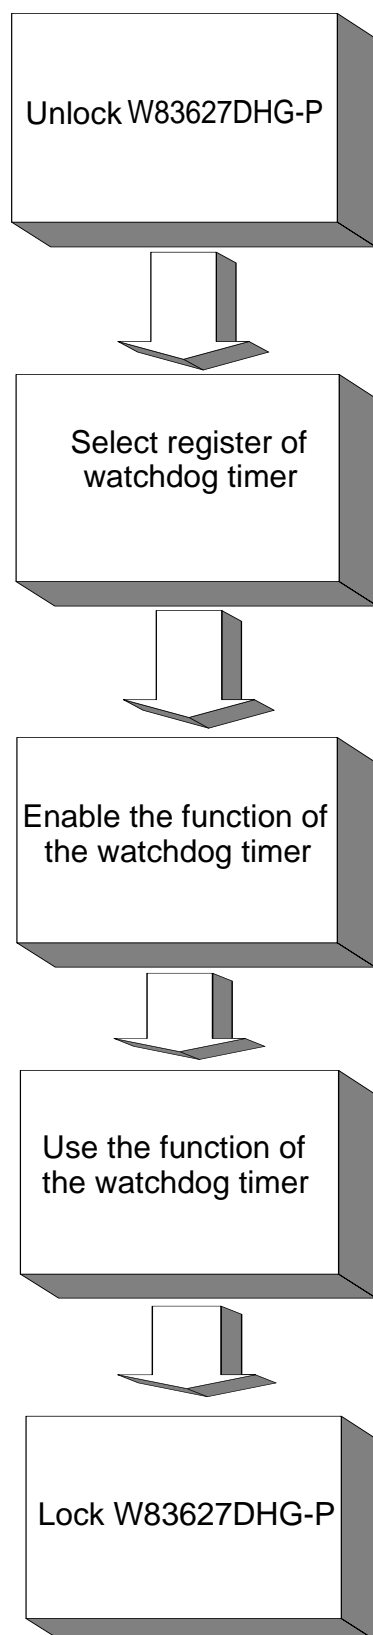 Unlock W83627DHG-P
Select register of
watchdog timer
Enable the function of
the watchdog timer
Use the function of
the watchdog timer
Lock W83627DHG-P